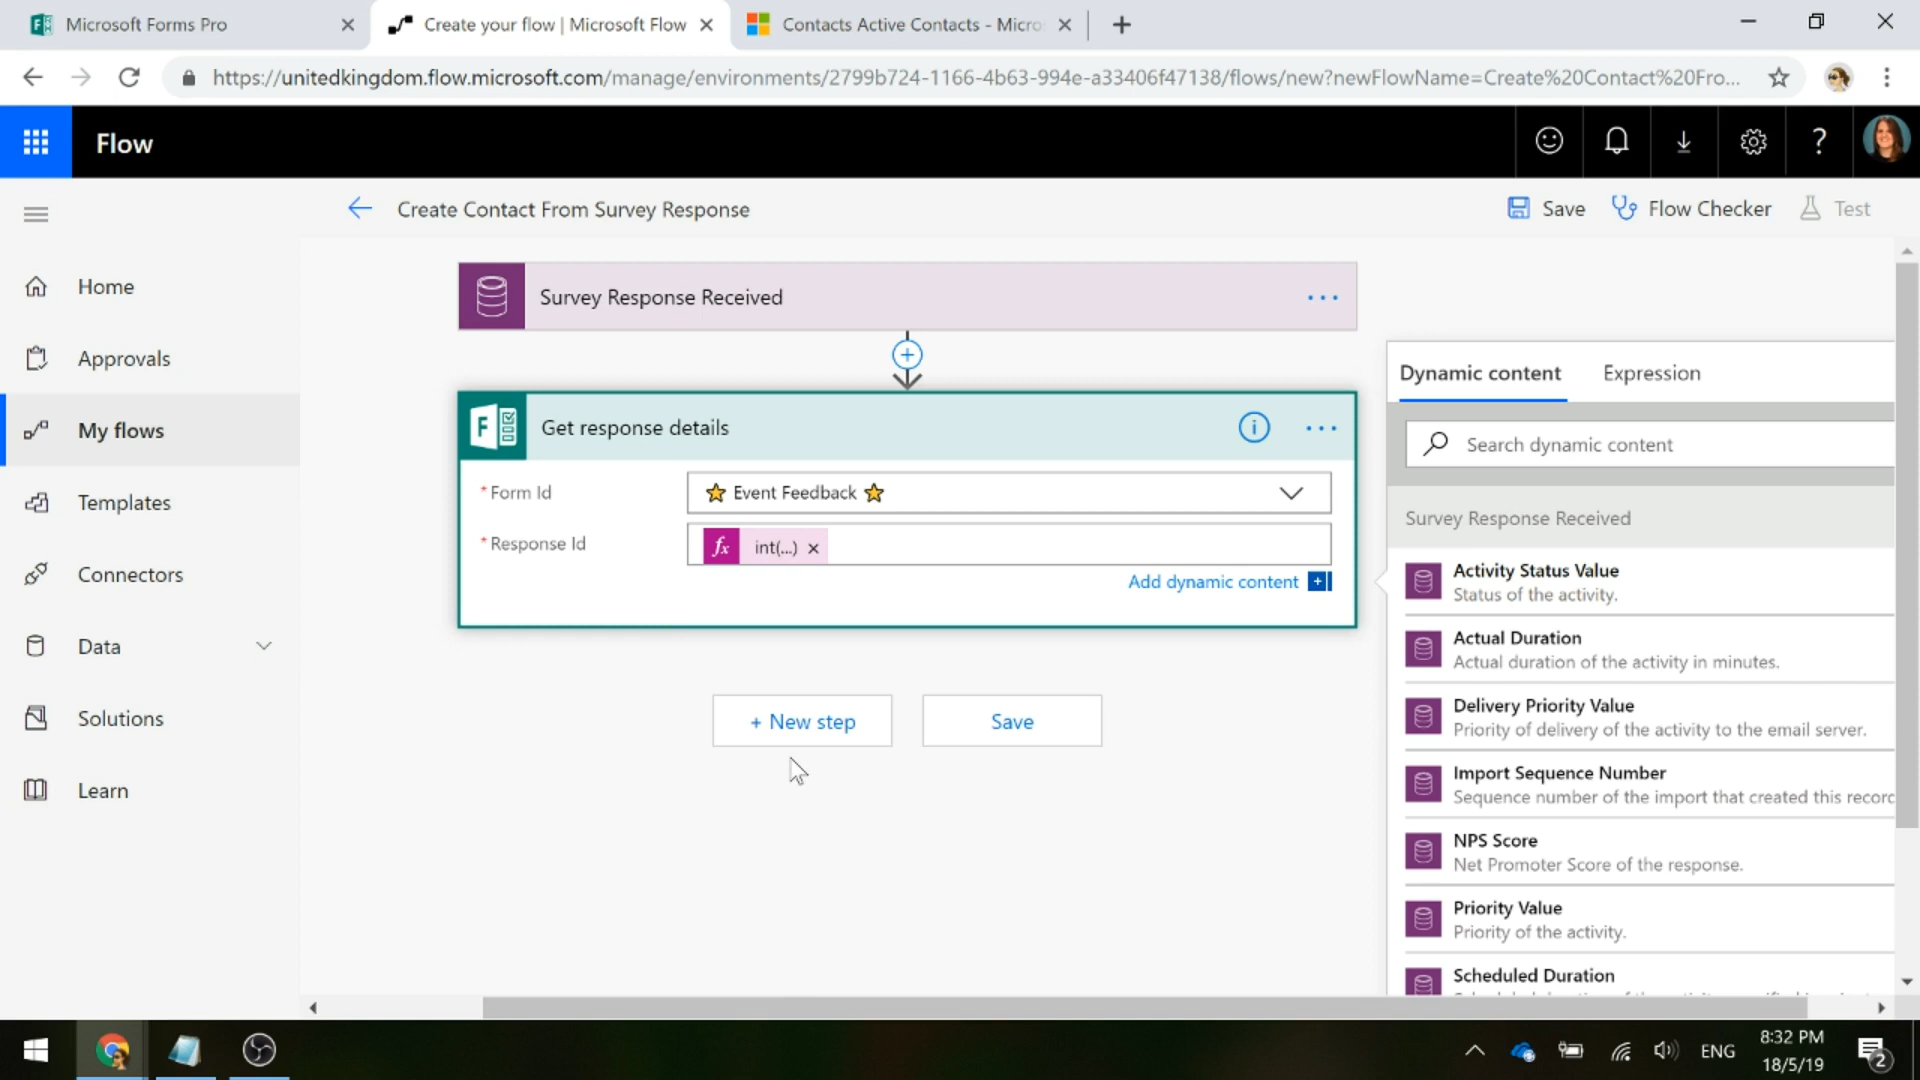 Microsoft Forms Pro
Create your flow | Microsoft Flow
Contacts Active Contacts - Micro
https://unitedkingdom.flow.microsoft.com/manage/environments/2799b724-1166-4b63-994e-a33406f47138/flows/new?newFlowName=Create%20Contact%20Fro...
Flow
?
Create Contact From Survey Response
Save
Flow Checker
Test
Home
Approvals
My flows
Templates
Connectors
Data
Solutions
Learn
Survey Response Received
...
F
Get response details
i
...
* Form Id
Event Feedback
* Response Id
fx int(...) ×
Add dynamic content +
+ New step
Save
Dynamic content
Expression
Search dynamic content
Survey Response Received
Activity Status Value
Status of the activity.
Actual Duration
Actual duration of the activity in minutes.
Delivery Priority Value
Priority of delivery of the activity to the email server.
Import Sequence Number
Sequence number of the import that created this recorc
NPS Score
Net Promoter Score of the response.
Priority Value
Priority of the activity.
Scheduled Duration
ENG
8:32 PM
18/5/19
2